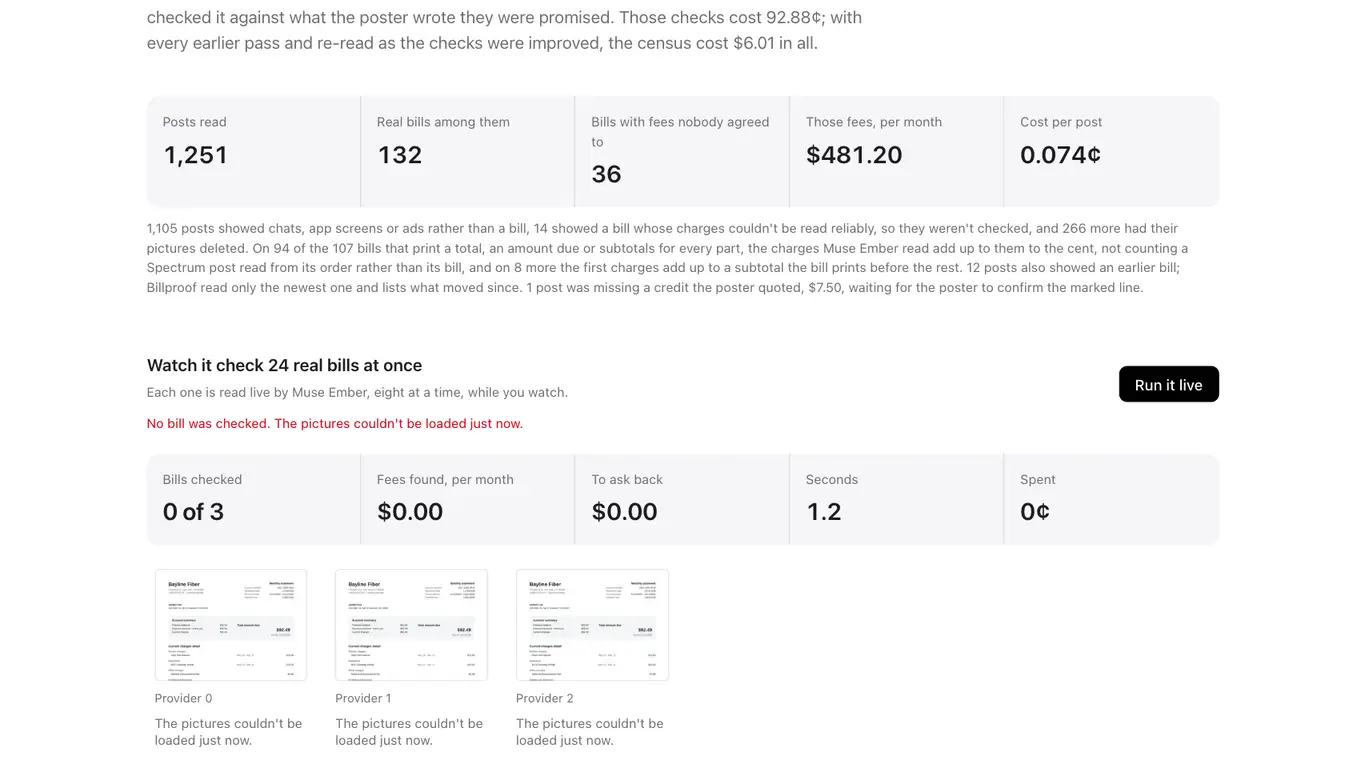 checked it against what the poster wrote they were promised. Those checks cost 92.88¢; with
every earlier pass and re-read as the checks were improved, the census cost $6.01 in all.
Posts read
1,251
Real bills among them
132
Bills with fees nobody agreed
to
36
Those fees, per month
$481.20
Cost per post
0.074¢
1,105 posts showed chats, app screens or ads rather than a bill, 14 showed a bill whose charges couldn't be read reliably, so they weren't checked, and 266 more had their
pictures deleted. On 94 of the 107 bills that print a total, an amount due or subtotals for every part, the charges Muse Ember read add up to them to the cent, not counting a
Spectrum post read from its order rather than its bill, and on 8 more the first charges add up to a subtotal the bill prints before the rest. 12 posts also showed an earlier bill;
Billproof read only the newest one and lists what moved since. 1 post was missing a credit the poster quoted, $7.50, waiting for the poster to confirm the marked line.
Watch it check 24 real bills at once
Each one is read live by Muse Ember, eight at a time, while you watch.
Run it live
No bill was checked. The pictures couldn't be loaded just now.
Bills checked
0 of 3
Fees found, per month
$0.00
To ask back
$0.00
Seconds
1.2
Spent
0¢
Bayline Fiber
Bayline Fiber
Bayline Fiber
Provider 0
The pictures couldn't be
loaded just now.
Provider 1
The pictures couldn't be
loaded just now.
Provider 2
The pictures couldn't be
loaded just now.